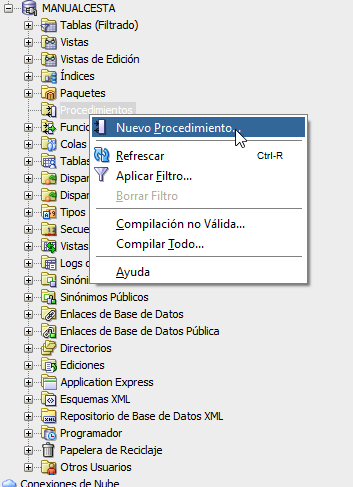 MANUALCESTA
Tablas (Filtrado)
Vistas
Vistas de Edición
Índices
Paquetes
Procedimientos
Funcio
Nuevo Procedimiento...
Colas
Tablas
Refrescar Ctrl-R
Dispar
Aplicar Filtro...
Dispar
Borrar Filtro
Tipos
Secue
Compilación no Válida...
Vistas
Compilar Todo...
Logs d
Sinóni
Ayuda
Sinónimos Públicos
Enlaces de Base de Datos
Enlaces de Base de Datos Pública
Directorios
Ediciones
Application Express
Esquemas XML
Repositorio de Base de Datos XML
Programador
Papelera de Reciclaje
Otros Usuarios
Conexiones de Nube